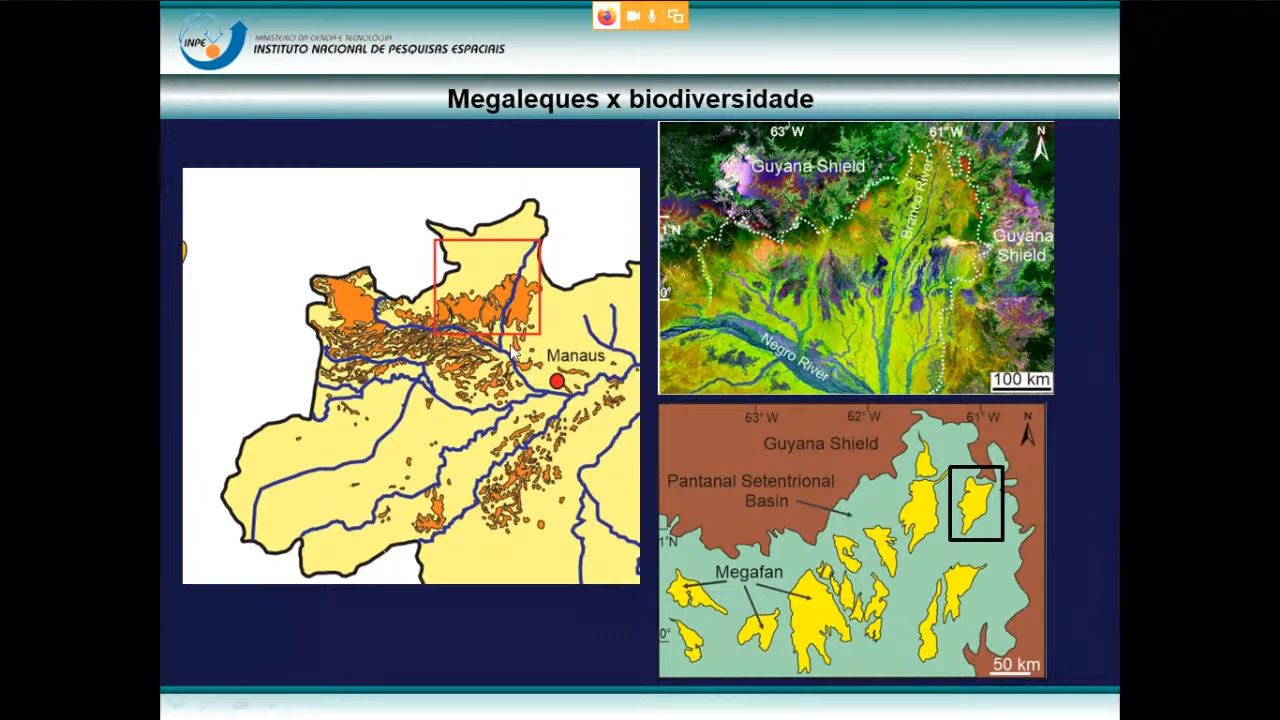 INPE
MINISTERIO DA CIENCIA E TECNOLOGIA
INSTITUTO NACIONAL DE PESQUISAS ESPACIAIS
Megaleques x biodiversidade
Manaus
63° W
61° W
N
Guyana Shield
Branco River
1°N
Guyana
Shield
0°
Negro River
100 km
63° W
62° W
61° W
N
Guyana Shield
Pantanal Setentrional
Basin
1°N
Megafan
0°
50 km